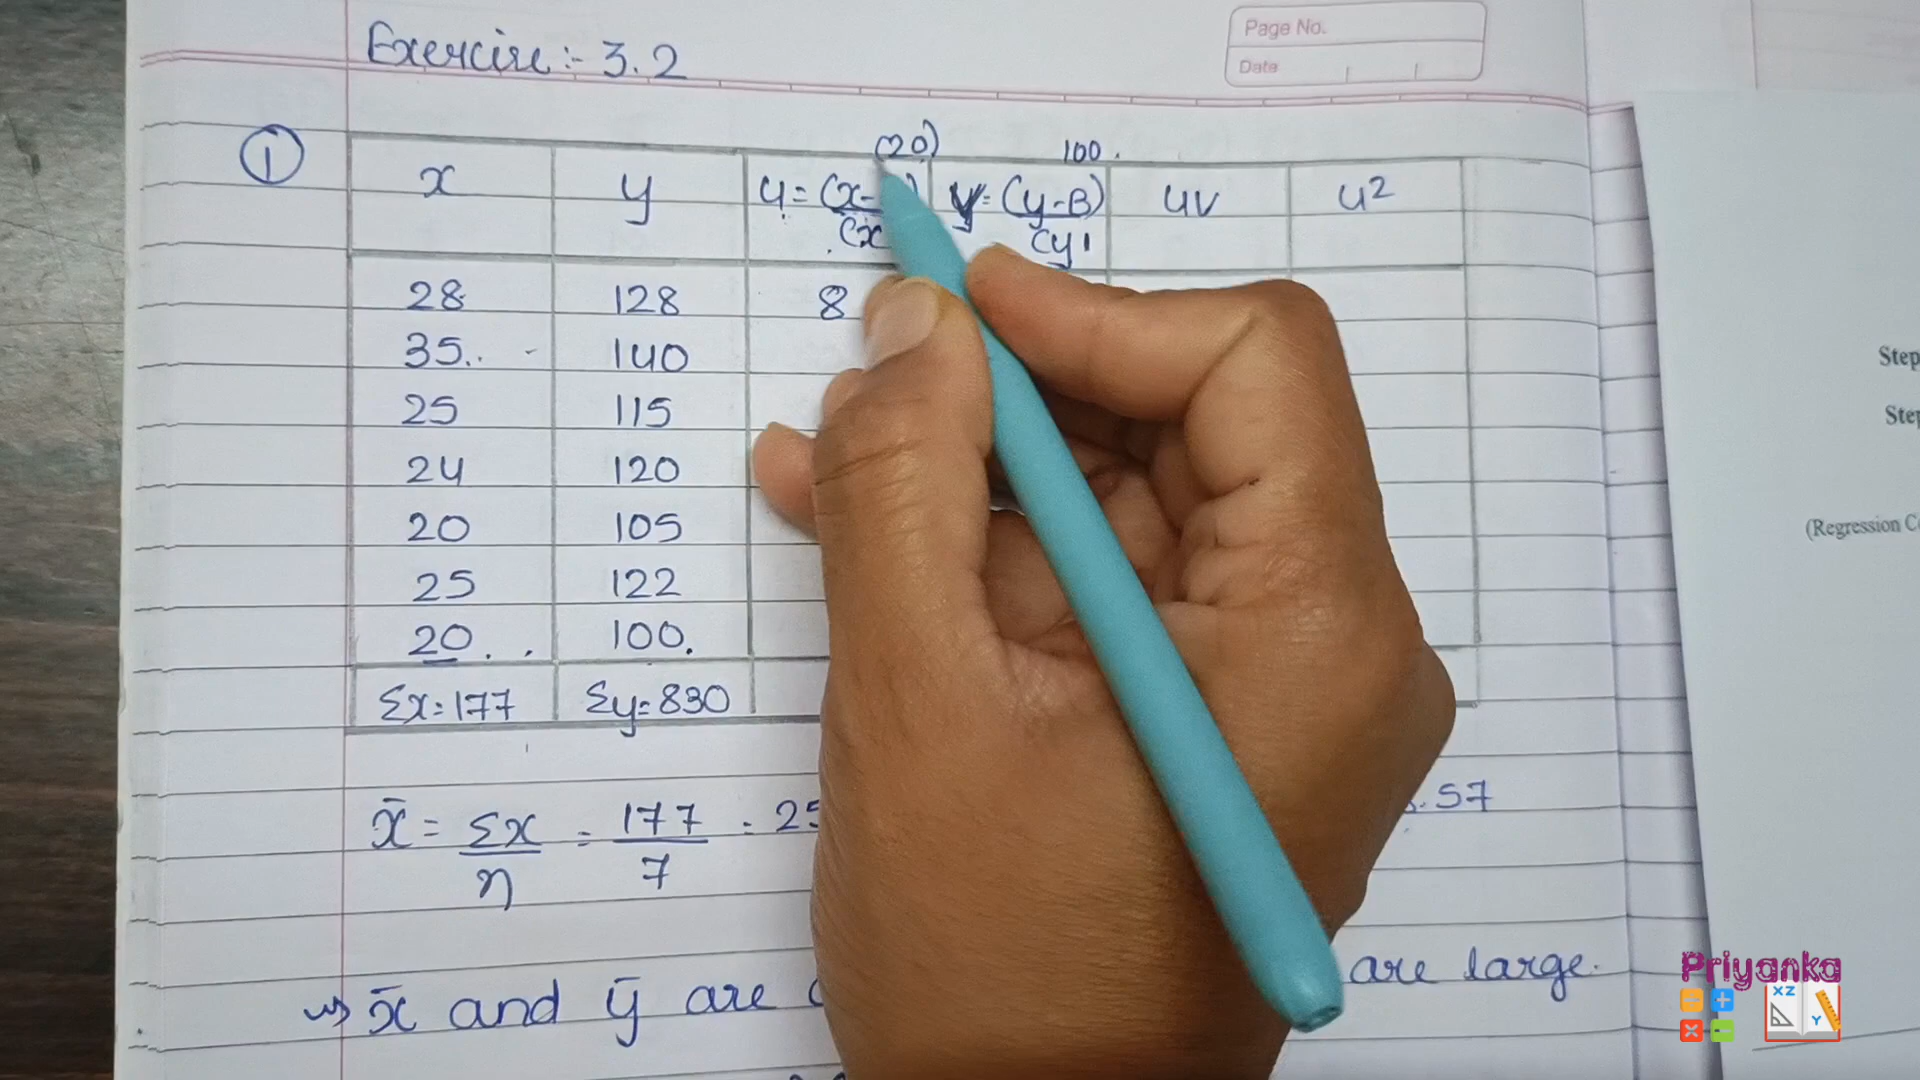 Exercise :- 3.2
Page No.
Date
1
(20) 100.
x y u = (x- v = (y-B) uv u²
(x (y1
28 128 8
35.. - 140
25 115
24 120
20 105
25 122
20. . 100.
Σx=177 Σy=830
x̄ = Σx/n = 177/7 = 25 .57
⇒ x̄ and ȳ are are large.
Step
Step
(Regression C
Priyanka
XZ
Y